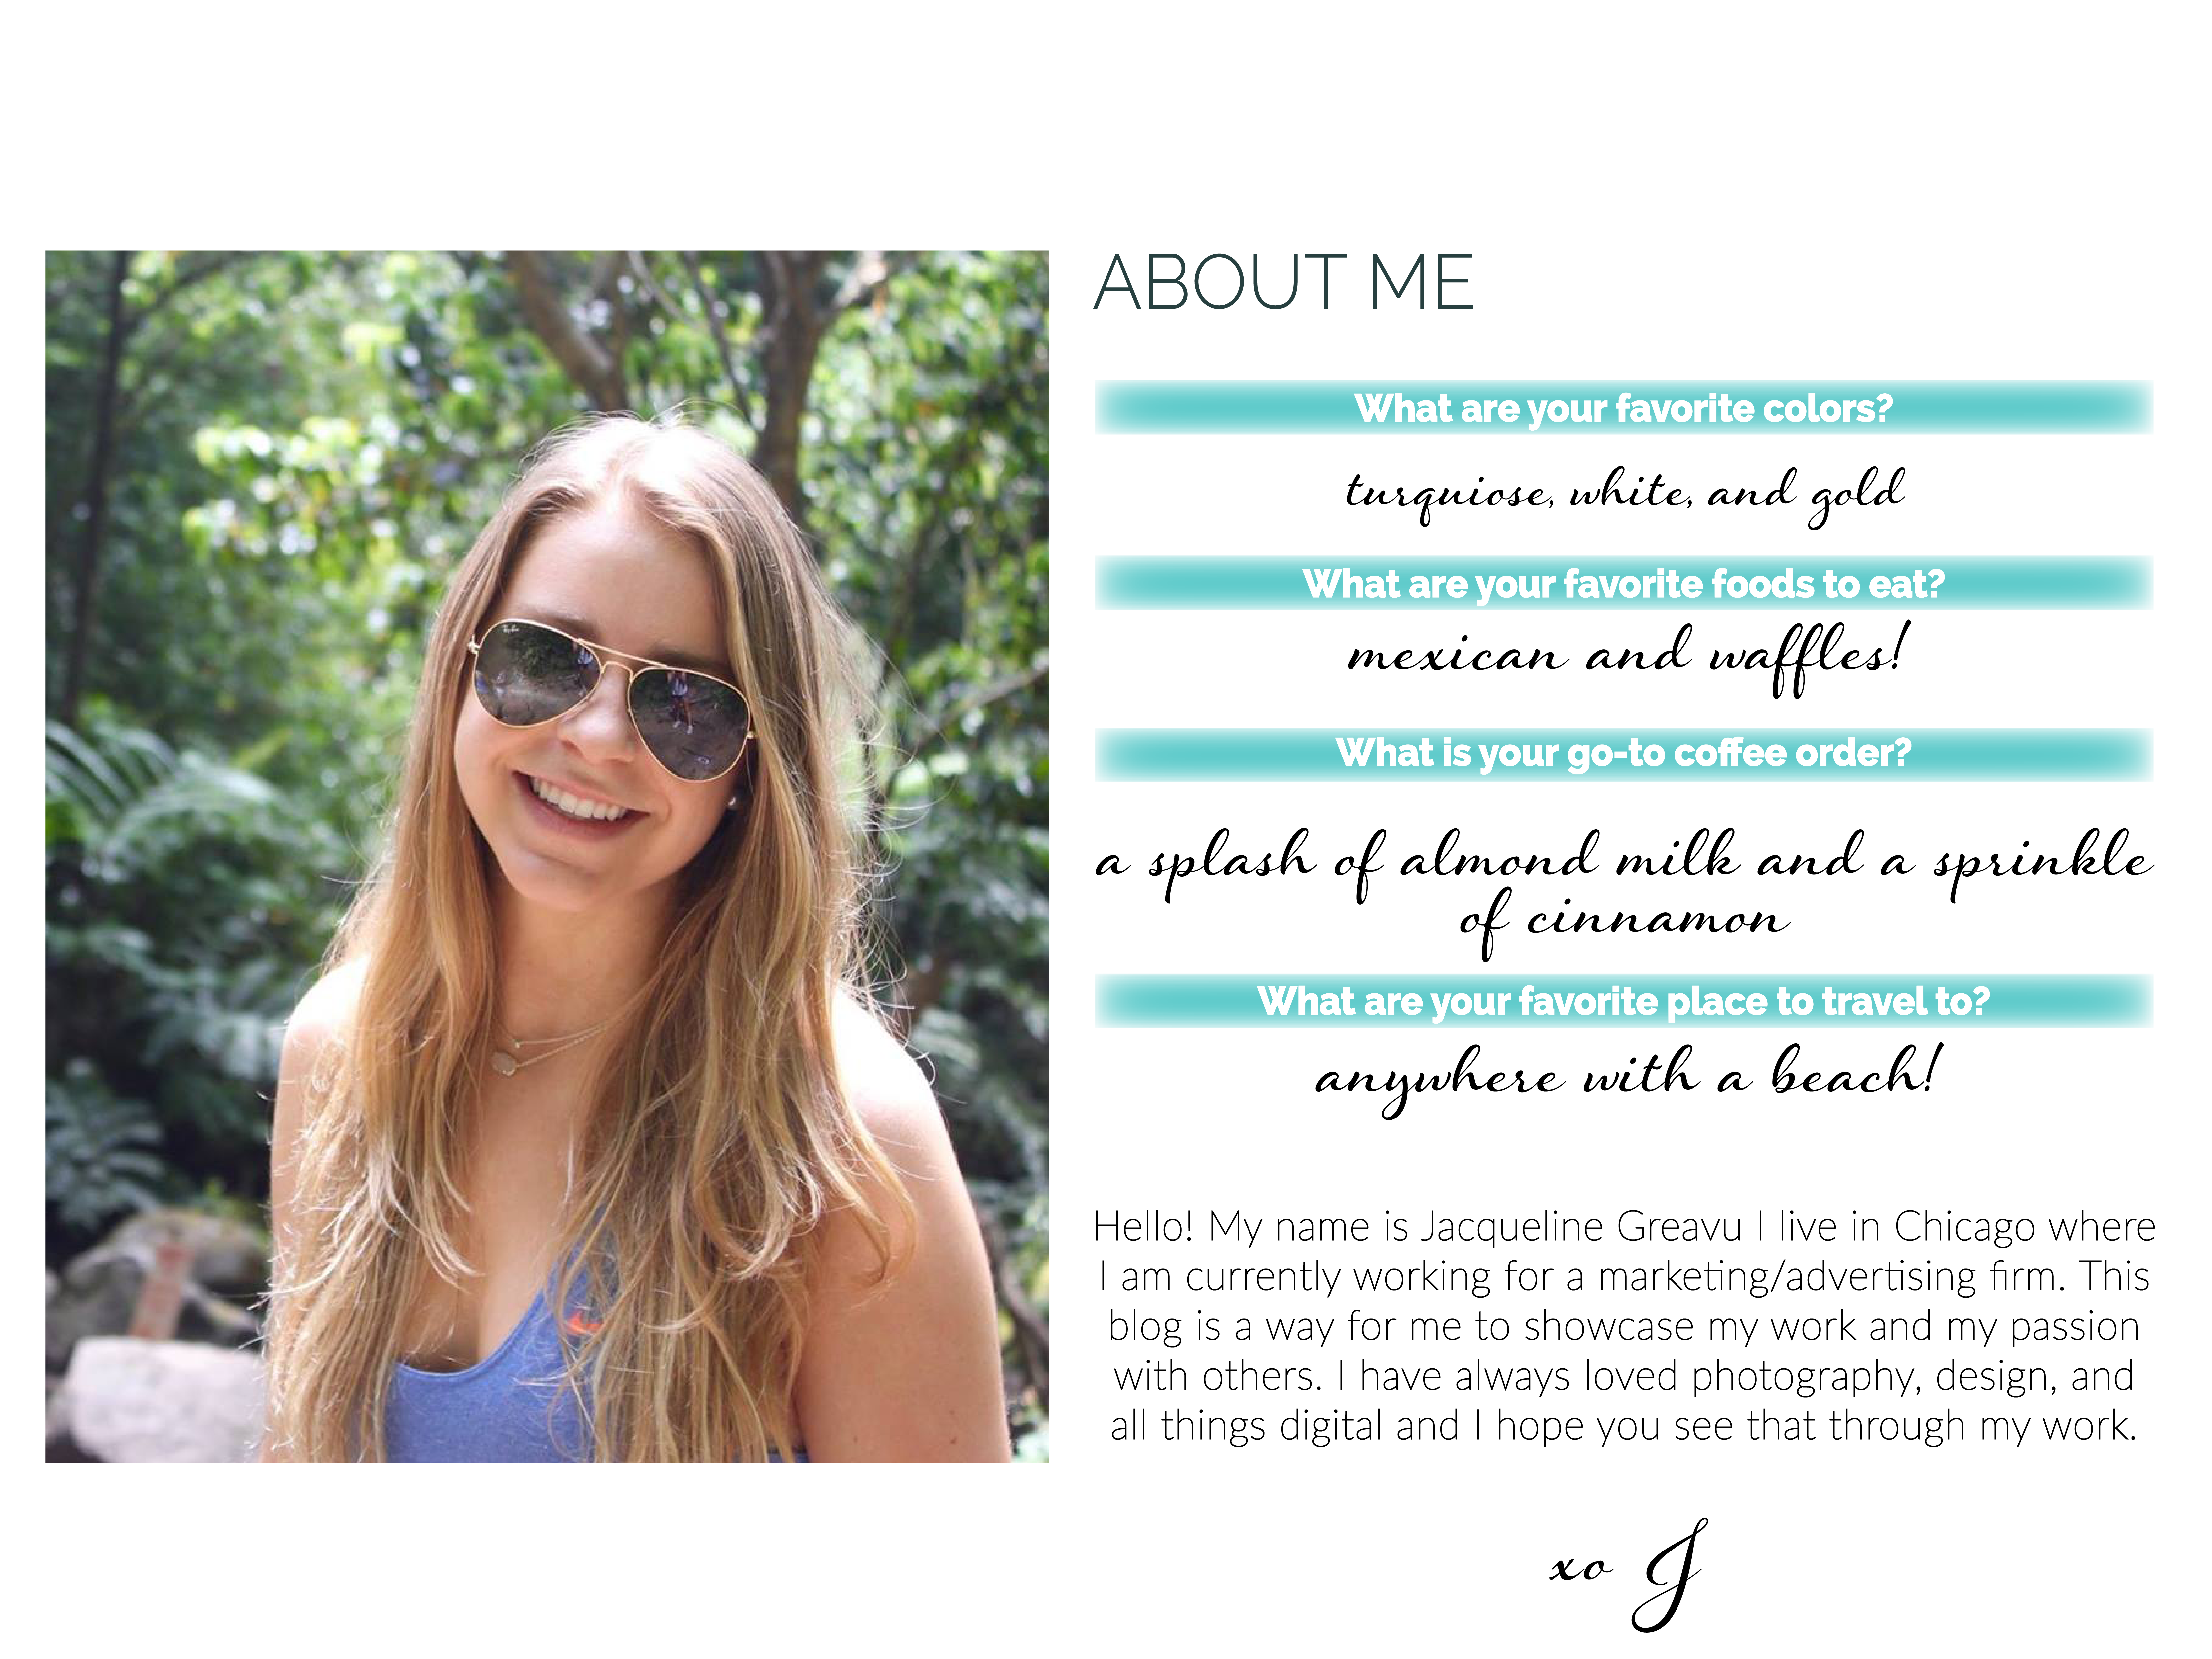 ABOUT ME
What are your favorite colors?
turquiose, white, and gold
What are your favorite foods to eat?
mexican and waffles!
What is your go-to coffee order?
a splash of almond milk and a sprinkle
of cinnamon
What are your favorite place to travel to?
anywhere with a beach!
Hello! My name is Jacqueline Greavu I live in Chicago where
I am currently working for a marketing/advertising firm. This
blog is a way for me to showcase my work and my passion
with others. I have always loved photography, design, and
all things digital and I hope you see that through my work.
xo J